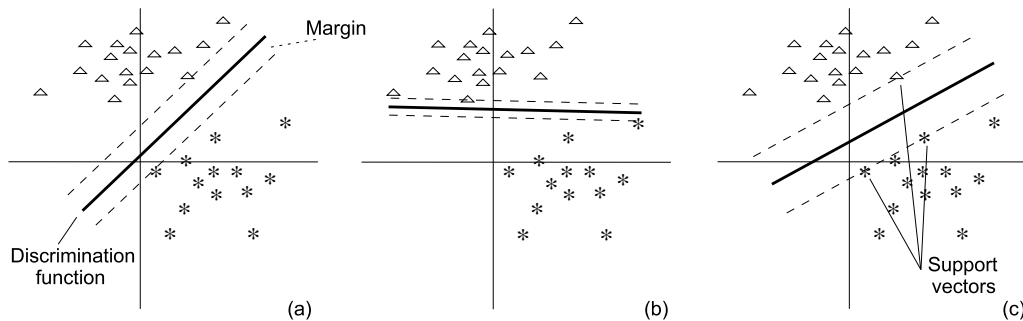 Margin
Discrimination
function
(a)
(b)
Support
vectors
(c)